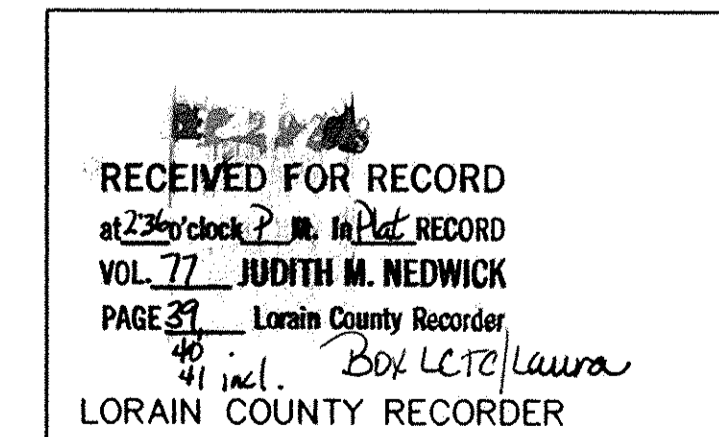 RECEIVED FOR RECORD
at 2:36 o'clock P M. In Plat RECORD
VOL. 77 JUDITH M. NEDWICK
PAGE 39 Lorain County Recorder
40
41 incl. BOX LCTC/Laura
LORAIN COUNTY RECORDER